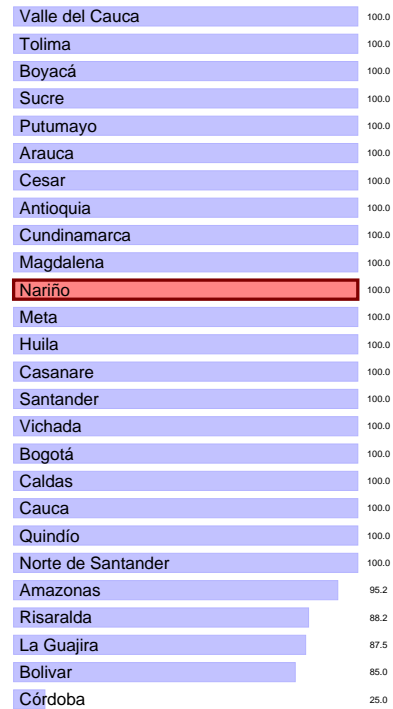 Valle del Cauca 100.0
Tolima 100.0
Boyacá 100.0
Sucre 100.0
Putumayo 100.0
Arauca 100.0
Cesar 100.0
Antioquia 100.0
Cundinamarca 100.0
Magdalena 100.0
Nariño 100.0
Meta 100.0
Huila 100.0
Casanare 100.0
Santander 100.0
Vichada 100.0
Bogotá 100.0
Caldas 100.0
Cauca 100.0
Quindío 100.0
Norte de Santander 100.0
Amazonas 95.2
Risaralda 88.2
La Guajira 87.5
Bolivar 85.0
Córdoba 25.0